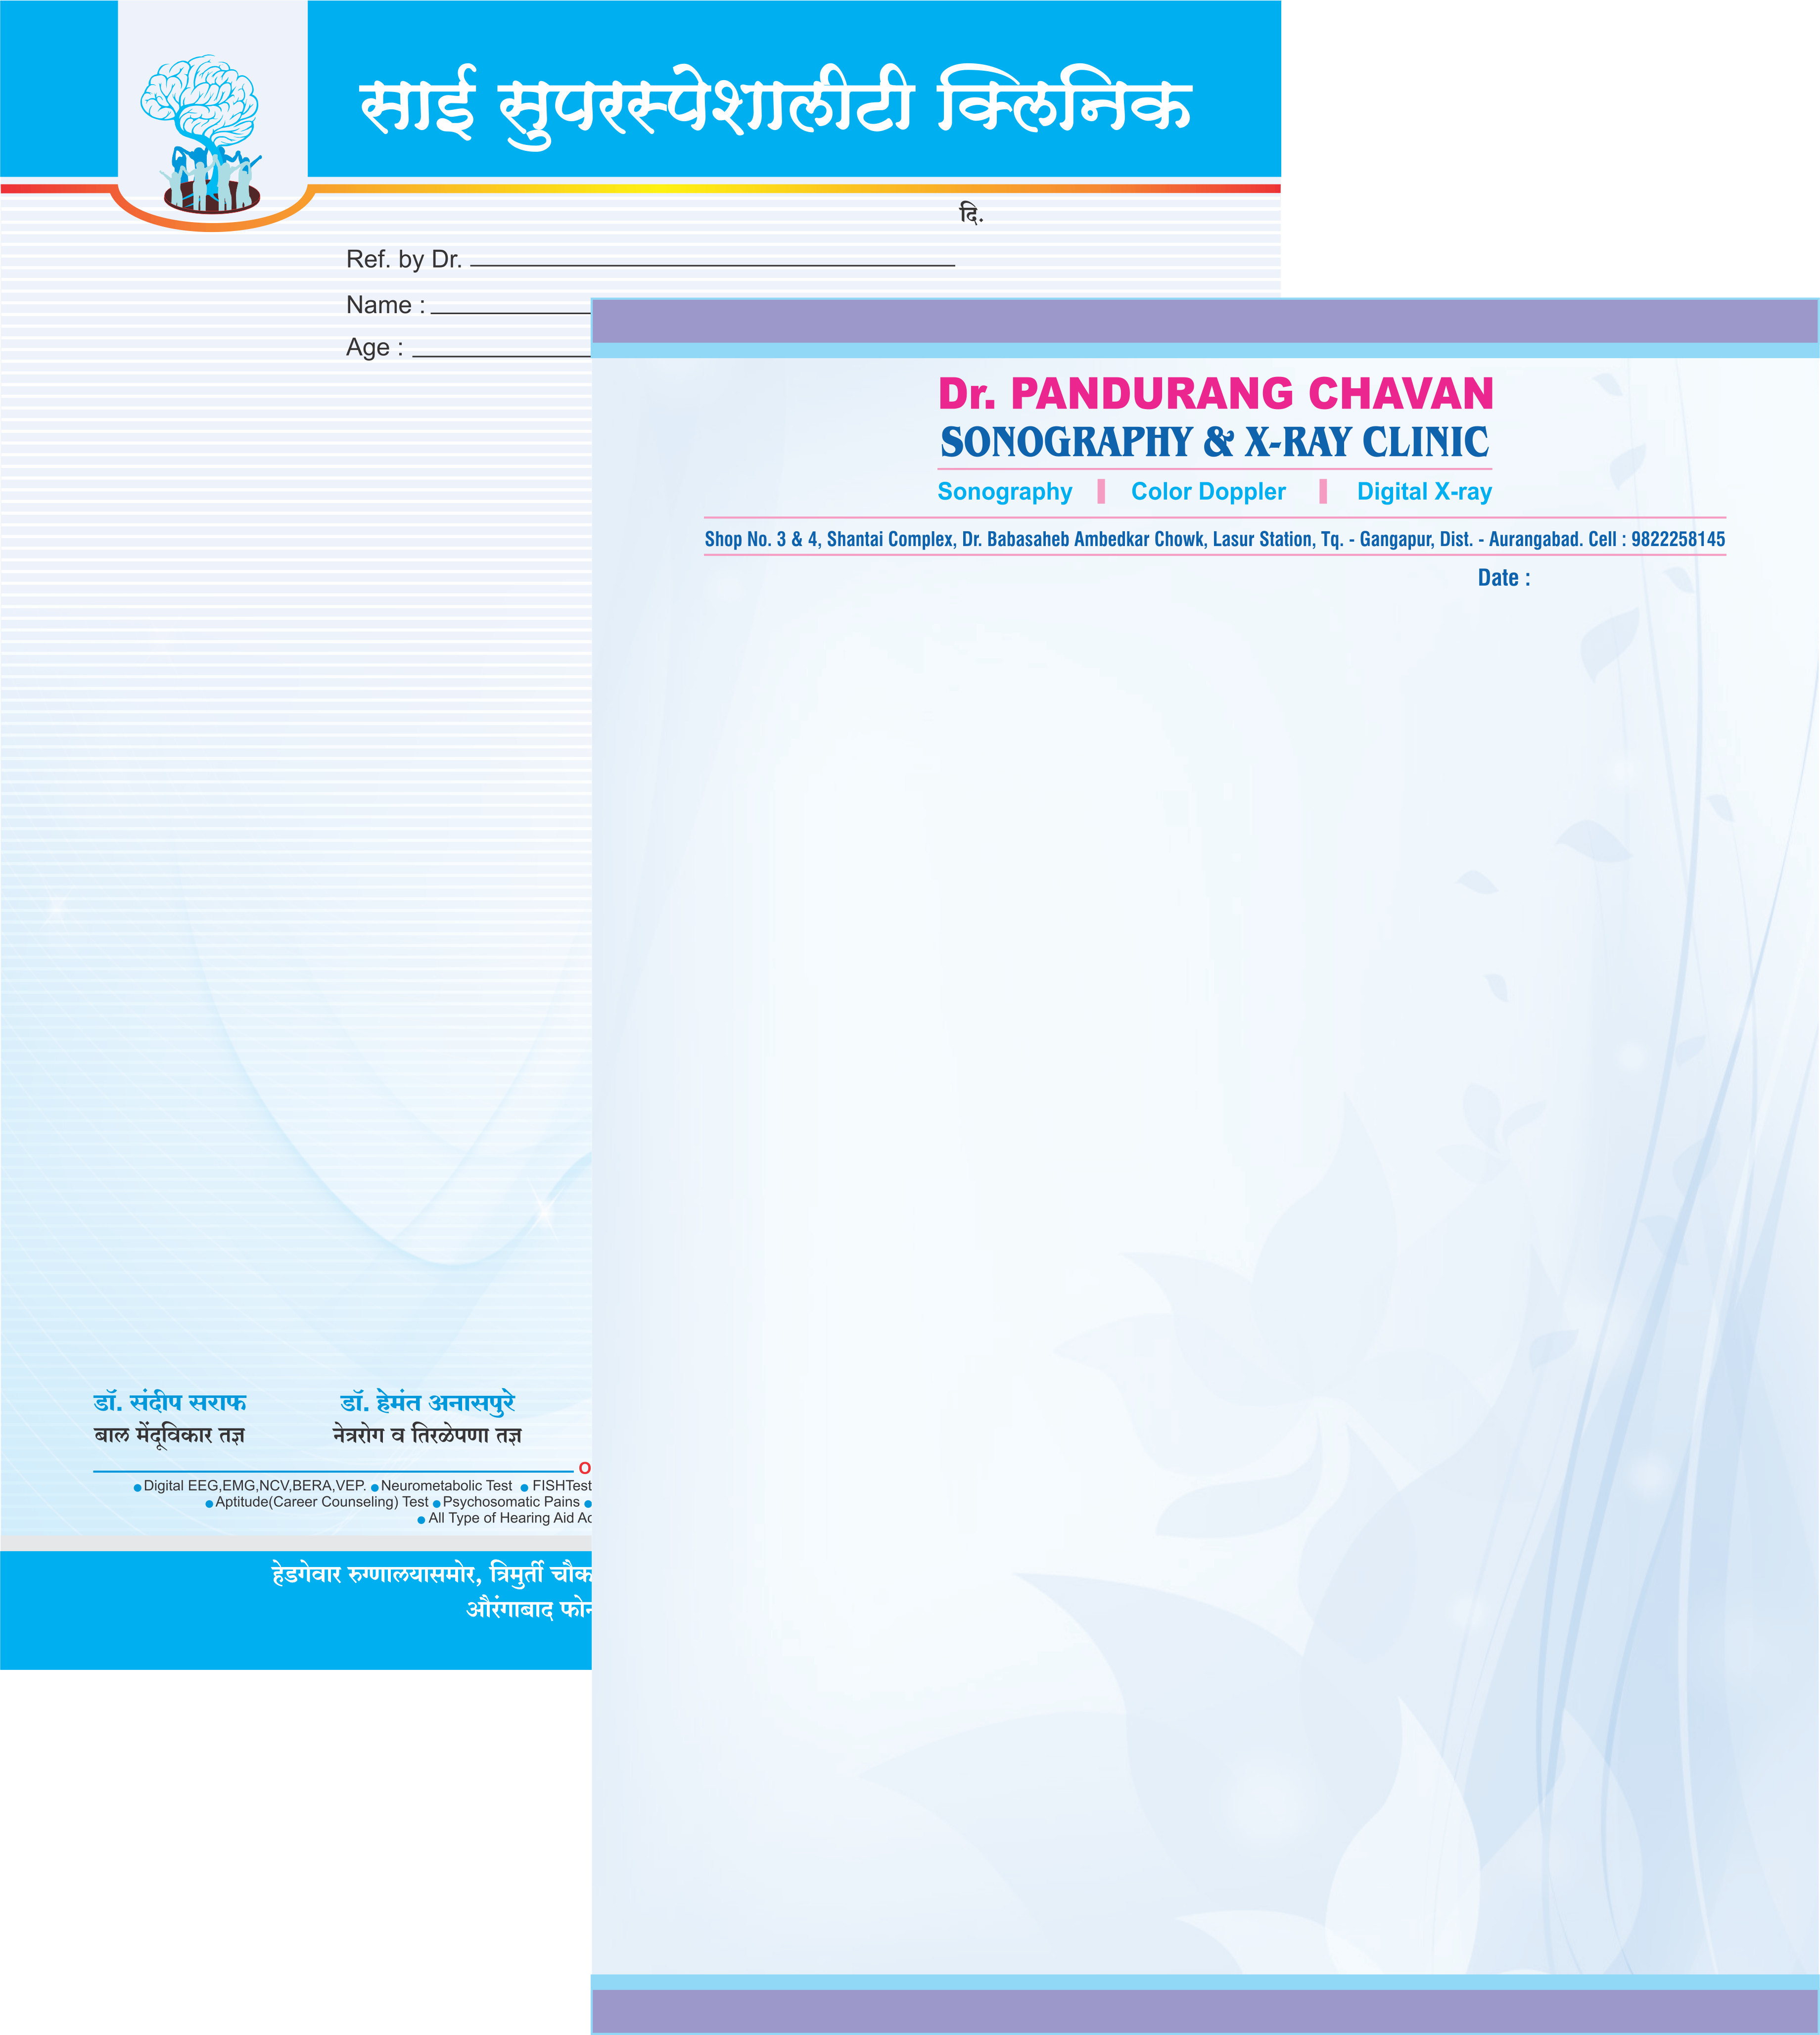 साई सुपरस्पेशालीटी क्लिनिक
दि.
Ref. by Dr.
Name :
Age :
डॉ. संदीप सराफ
बाल मेंदूविकार तज्ञ
डॉ. हेमंत अनासपुरे
नेत्ररोग व तिरळेपणा तज्ञ
● Digital EEG,EMG,NCV,BERA,VEP. ● Neurometabolic Test ● FISHTest
● Aptitude(Career Counseling) Test ● Psychosomatic Pains ●
● All Type of Hearing Aid
हेडगेवार रुग्णालयासमोर, त्रिमुर्ती चौक
औरंगाबाद
Dr. PANDURANG CHAVAN
SONOGRAPHY & X-RAY CLINIC
Sonography | Color Doppler | Digital X-ray
Shop No. 3 & 4, Shantai Complex, Dr. Babasaheb Ambedkar Chowk, Lasur Station, Tq. - Gangapur, Dist. - Aurangabad. Cell : 9822258145
Date :